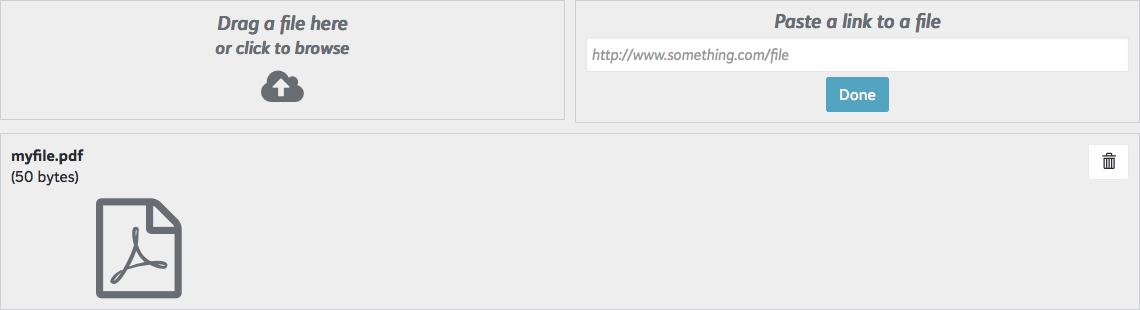 Drag a file here
or click to browse
Paste a link to a file
http://www.something.com/file
Done
myfile.pdf
(50 bytes)